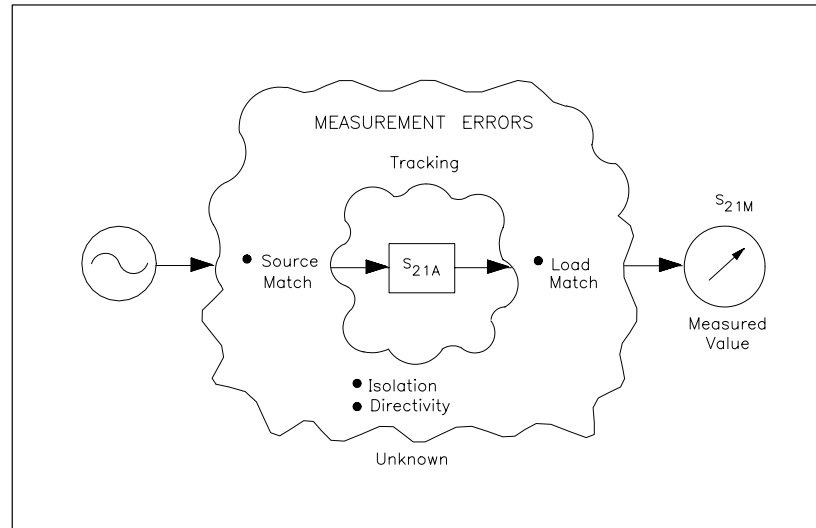 MEASUREMENT ERRORS
Tracking
S21M
Source
Match
S21A
Load
Match
Measured
Value
Isolation
Directivity
Unknown